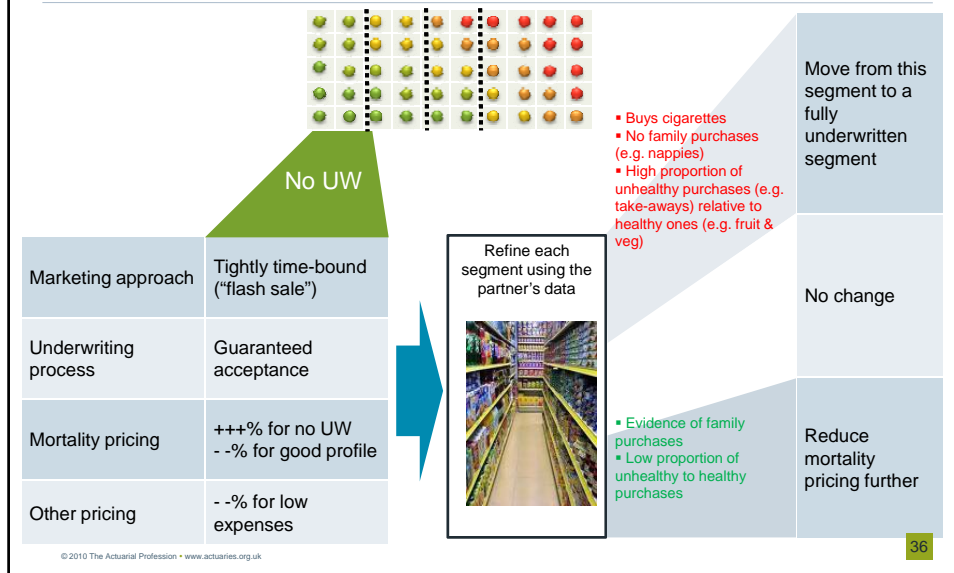 No UW
Marketing approach
Tightly time-bound
("flash sale")
Underwriting
process
Guaranteed
acceptance
Mortality pricing
+++% for no UW
- -% for good profile
Other pricing
- -% for low
expenses
Refine each
segment using the
partner's data
▪ Buys cigarettes
▪ No family purchases
(e.g. nappies)
▪ High proportion of
unhealthy purchases (e.g.
take-aways) relative to
healthy ones (e.g. fruit &
veg)
▪ Evidence of family
purchases
▪ Low proportion of
unhealthy to healthy
purchases
Move from this
segment to a
fully
underwritten
segment
No change
Reduce
mortality
pricing further
© 2010 The Actuarial Profession ▪ www.actuaries.org.uk
36